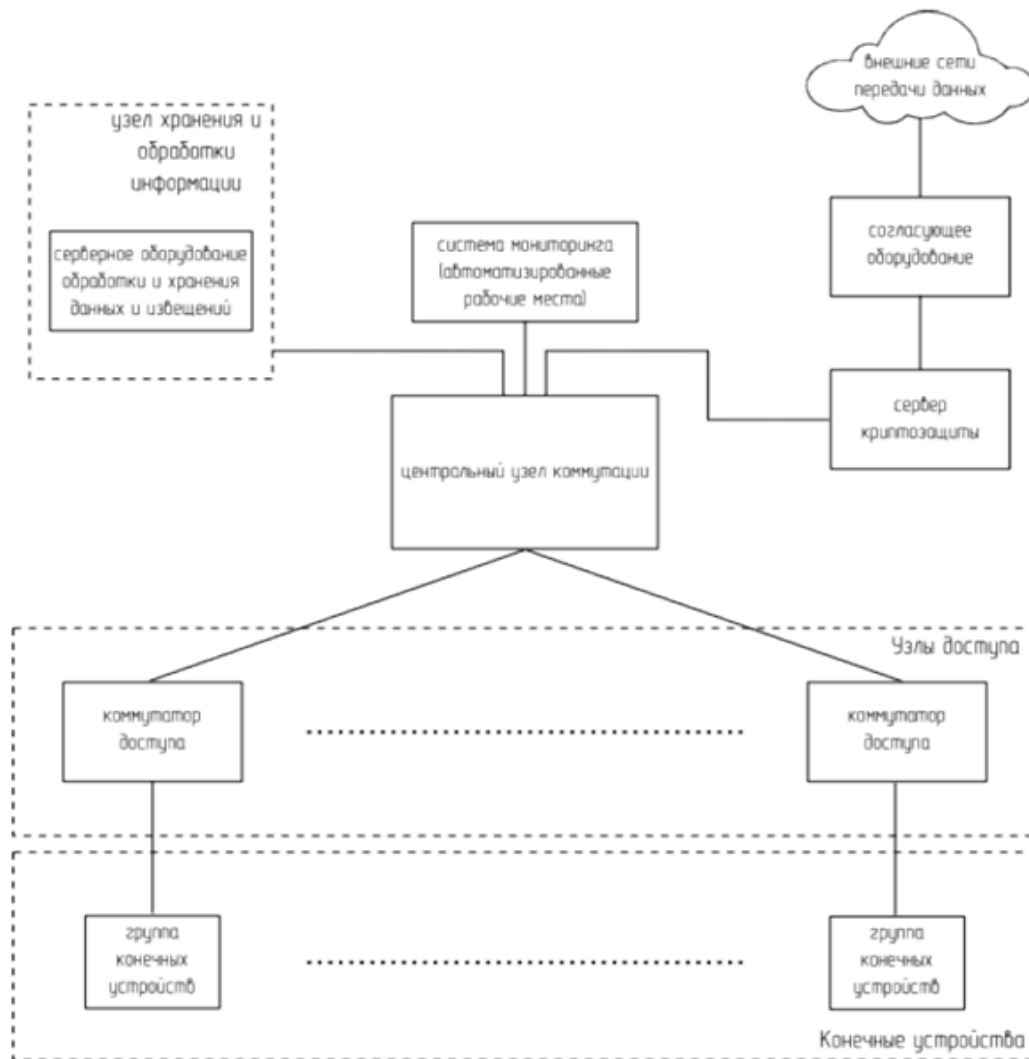 внешние сети
передачи данных
узел хранения и
обработки
информации
серверное оборудование
обработки и хранения
данных и извещений
система мониторинга
(автоматизированные
рабочие места)
согласующее
оборудование
сервер
криптозащиты
центральный узел коммутации
Узлы доступа
коммутатор
доступа
коммутатор
доступа
группа
конечных
устройств
группа
конечных
устройств
Конечные устройства